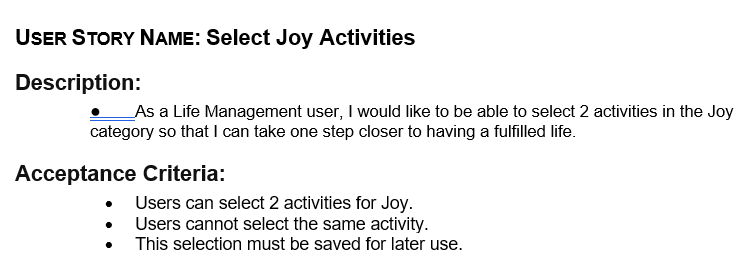 USER STORY NAME: Select Joy Activities
Description:
● As a Life Management user, I would like to be able to select 2 activities in the Joy
category so that I can take one step closer to having a fulfilled life.
Acceptance Criteria:
• Users can select 2 activities for Joy.
• Users cannot select the same activity.
• This selection must be saved for later use.